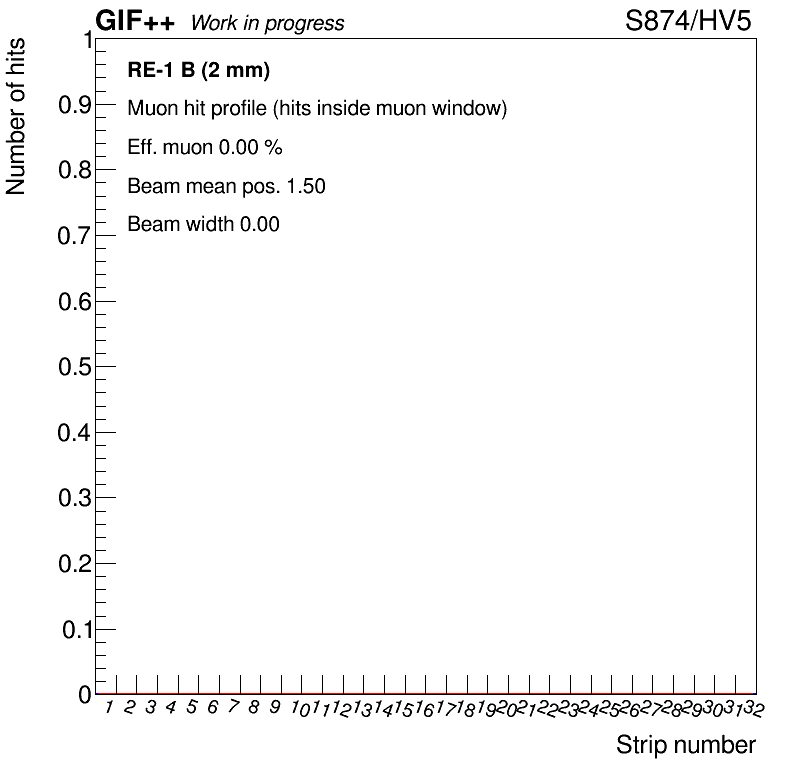 GIF++ Work in progress S874/HV5
Number of hits
RE-1 B (2 mm)
Muon hit profile (hits inside muon window)
Eff. muon 0.00 %
Beam mean pos. 1.50
Beam width 0.00
1
0.9
0.8
0.7
0.6
0.5
0.4
0.3
0.2
0.1
0
1 2 3 4 5 6 7 8 9 10 11 12 13 14 15 16 17 18 19 20 21 22 23 24 25 26 27 28 29 30 31 32
Strip number